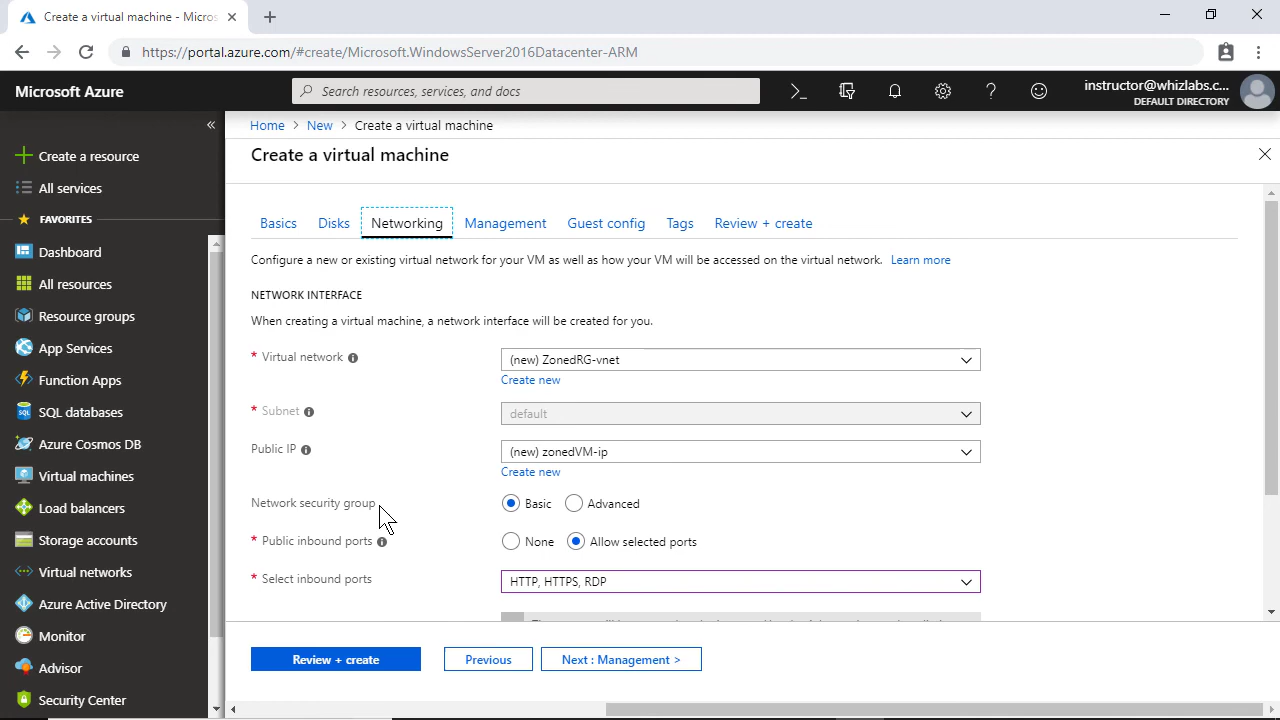 Create a virtual machine - Micros
https://portal.azure.com/#create/Microsoft.WindowsServer2016Datacenter-ARM
Microsoft Azure
Search resources, services, and docs
instructor@whizlabs.c...
DEFAULT DIRECTORY
Create a resource
All services
FAVORITES
Dashboard
All resources
Resource groups
App Services
Function Apps
SQL databases
Azure Cosmos DB
Virtual machines
Load balancers
Storage accounts
Virtual networks
Azure Active Directory
Monitor
Advisor
Security Center
Home > New > Create a virtual machine
Create a virtual machine
Basics Disks Networking Management Guest config Tags Review + create
Configure a new or existing virtual network for your VM as well as how your VM will be accessed on the virtual network. Learn more
NETWORK INTERFACE
When creating a virtual machine, a network interface will be created for you.
* Virtual network (new) ZonedRG-vnet
Create new
* Subnet default
Public IP (new) zonedVM-ip
Create new
Network security group Basic Advanced
* Public inbound ports None Allow selected ports
* Select inbound ports HTTP, HTTPS, RDP
Review + create Previous Next : Management >